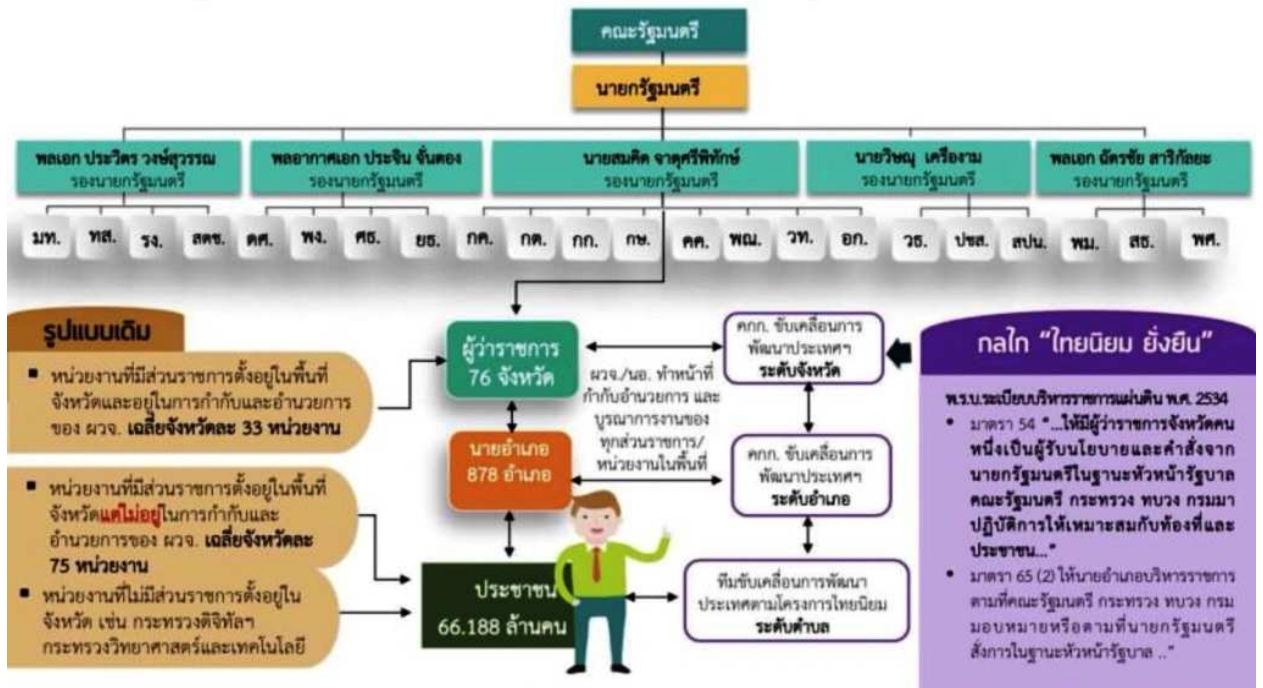 คณะรัฐมนตรี
นายกรัฐมนตรี
พลเอก ประวิตร วงษ์สุวรรณ
รองนายกรัฐมนตรี
พลอากาศเอก ประจิน จั่นตอง
รองนายกรัฐมนตรี
นายสมคิด จาตุศรีพิทักษ์
รองนายกรัฐมนตรี
นายวิษณุ เครืองาม
รองนายกรัฐมนตรี
พลเอก ฉัตรชัย สาริกัลยะ
รองนายกรัฐมนตรี
มท. ทส. รง. สตช. ดศ. พง. ศธ. ยธ. กค. กต. กก. กษ. คค. พณ. วท. อก. วธ. ปชส. สปน. พม. สธ. พศ.
รูปแบบเดิม
▪ หน่วยงานที่มีส่วนราชการตั้งอยู่ในพื้นที่
จังหวัดและอยู่ในการกำกับและอำนวยการ
ของ ผวจ. เฉลี่ยจังหวัดละ 33 หน่วยงาน
▪ หน่วยงานที่มีส่วนราชการตั้งอยู่ในพื้นที่
จังหวัดแต่ไม่อยู่ในการกำกับและ
อำนวยการของ ผวจ. เฉลี่ยจังหวัดละ
75 หน่วยงาน
▪ หน่วยงานที่ไม่มีส่วนราชการตั้งอยู่ใน
จังหวัด เช่น กระทรวงดิจิทัลฯ
กระทรวงวิทยาศาสตร์และเทคโนโลยี
ผู้ว่าราชการ
76 จังหวัด
นายอำเภอ
878 อำเภอ
ประชาชน
66.188 ล้านคน
ผวจ./นอ. ทำหน้าที่
กำกับอำนวยการ และ
บูรณาการงานของ
ทุกส่วนราชการ/
หน่วยงานในพื้นที่
คกก. ขับเคลื่อนการ
พัฒนาประเทศฯ
ระดับจังหวัด
คกก. ขับเคลื่อนการ
พัฒนาประเทศฯ
ระดับอำเภอ
ทีมขับเคลื่อนการพัฒนา
ประเทศตามโครงการไทยนิยม
ระดับตำบล
กลไก “ไทยนิยม ยั่งยืน”
พ.ร.บ.ระเบียบบริหารราชการแผ่นดิน พ.ศ. 2534
• มาตรา 54 “...ให้มีผู้ว่าราชการจังหวัดคน
หนึ่งเป็นผู้รับนโยบายและคำสั่งจาก
นายกรัฐมนตรีในฐานะหัวหน้ารัฐบาล
คณะรัฐมนตรี กระทรวง ทบวง กรมมา
ปฏิบัติการให้เหมาะสมกับท้องที่และ
ประชาชน...”
• มาตรา 65 (2) ให้นายอำเภอบริหารราชการ
ตามที่คณะรัฐมนตรี กระทรวง ทบวง กรม
มอบหมายหรือตามที่นายกรัฐมนตรี
สั่งการในฐานะหัวหน้ารัฐบาล ..”